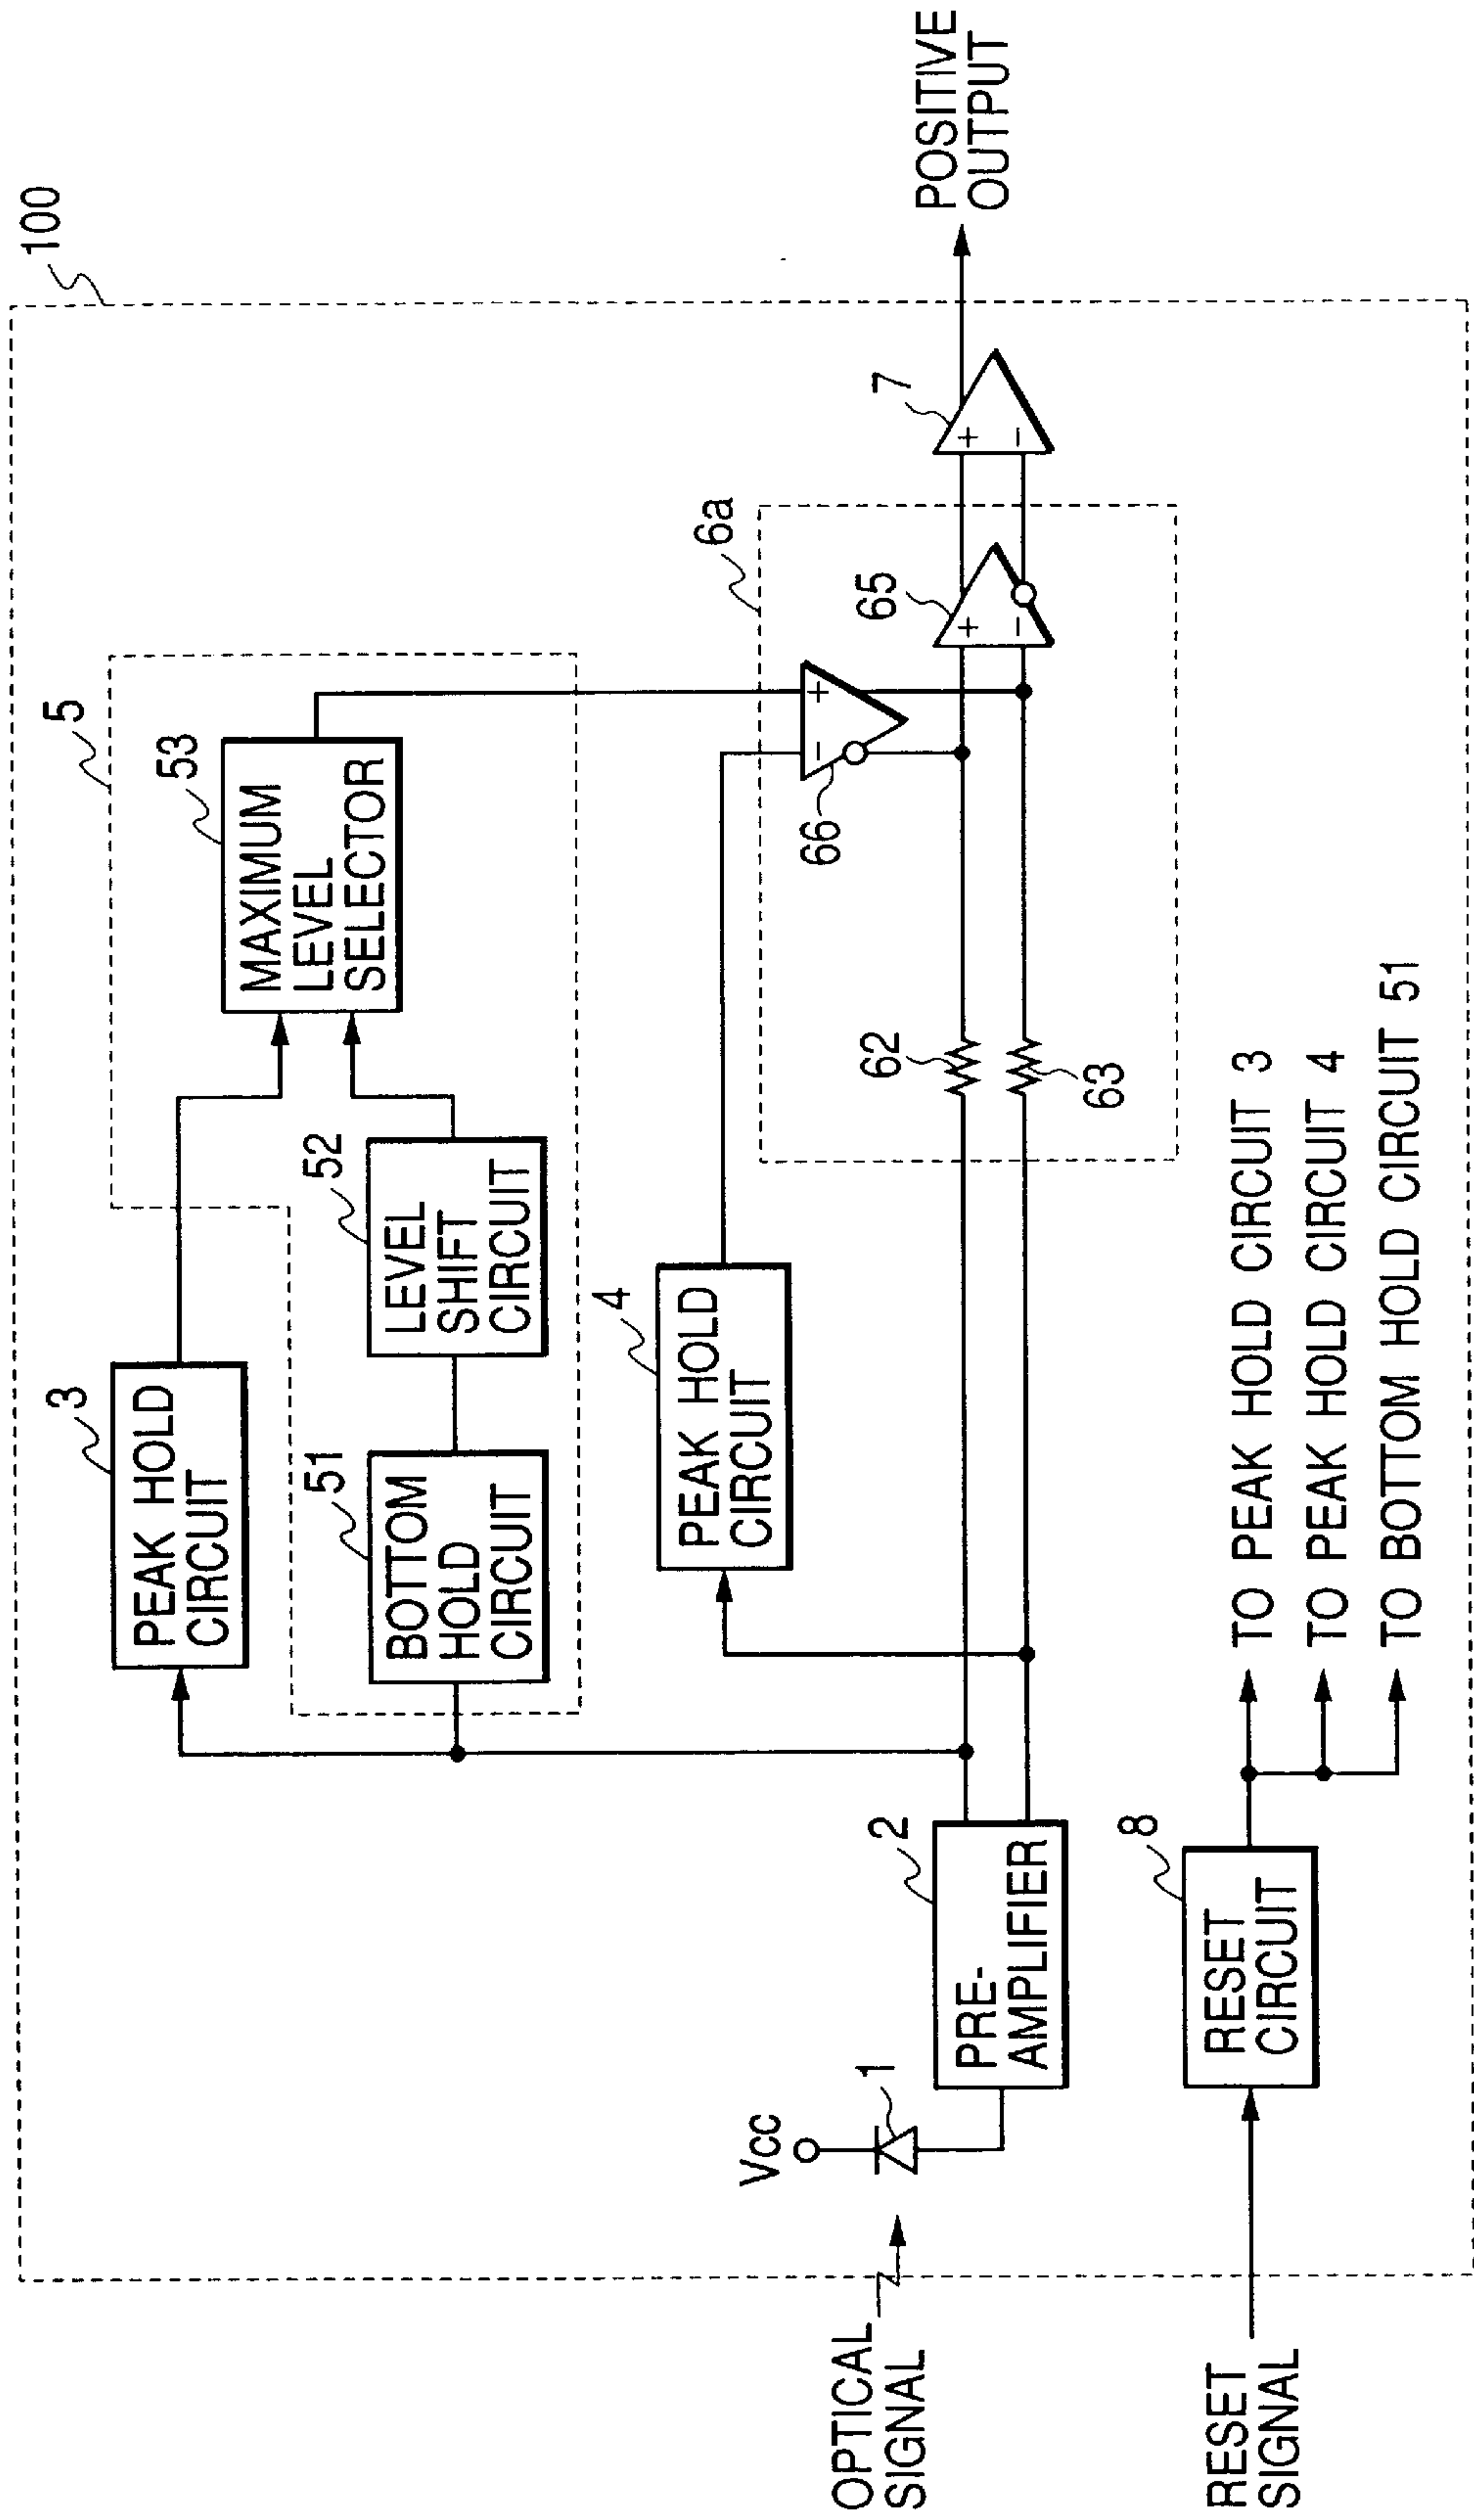 100
5
53
MAXIMUM
LEVEL
SELECTOR
3
PEAK HOLD
CIRCUIT
52
LEVEL
SHIFT
CIRCUIT
51
BOTTOM
HOLD
CIRCUIT
4
PEAK HOLD
CIRCUIT
6a
66
+
−
65
+
−
7
+
−
POSITIVE
OUTPUT
62
63
2
PRE-
AMPLIFIER
Vcc
1
OPTICAL
SIGNAL
8
RESET
CIRCUIT
RESET
SIGNAL
TO PEAK HOLD CIRCUIT 3
TO PEAK HOLD CIRCUIT 4
TO BOTTOM HOLD CIRCUIT 51